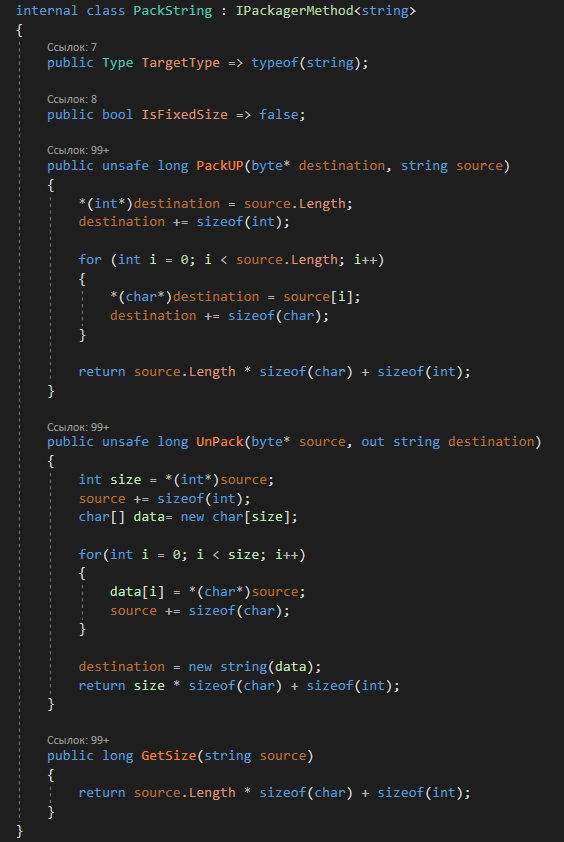 internal class PackString : IPackagerMethod<string>
{
Ссылок: 7
public Type TargetType => typeof(string);
Ссылок: 8
public bool IsFixedSize => false;
Ссылок: 99+
public unsafe long PackUP(byte* destination, string source)
{
*(int*)destination = source.Length;
destination += sizeof(int);
for (int i = 0; i < source.Length; i++)
{
*(char*)destination = source[i];
destination += sizeof(char);
}
return source.Length * sizeof(char) + sizeof(int);
}
Ссылок: 99+
public unsafe long UnPack(byte* source, out string destination)
{
int size = *(int*)source;
source += sizeof(int);
char[] data= new char[size];
for(int i = 0; i < size; i++)
{
data[i] = *(char*)source;
source += sizeof(char);
}
destination = new string(data);
return size * sizeof(char) + sizeof(int);
}
Ссылок: 99+
public long GetSize(string source)
{
return source.Length * sizeof(char) + sizeof(int);
}
}